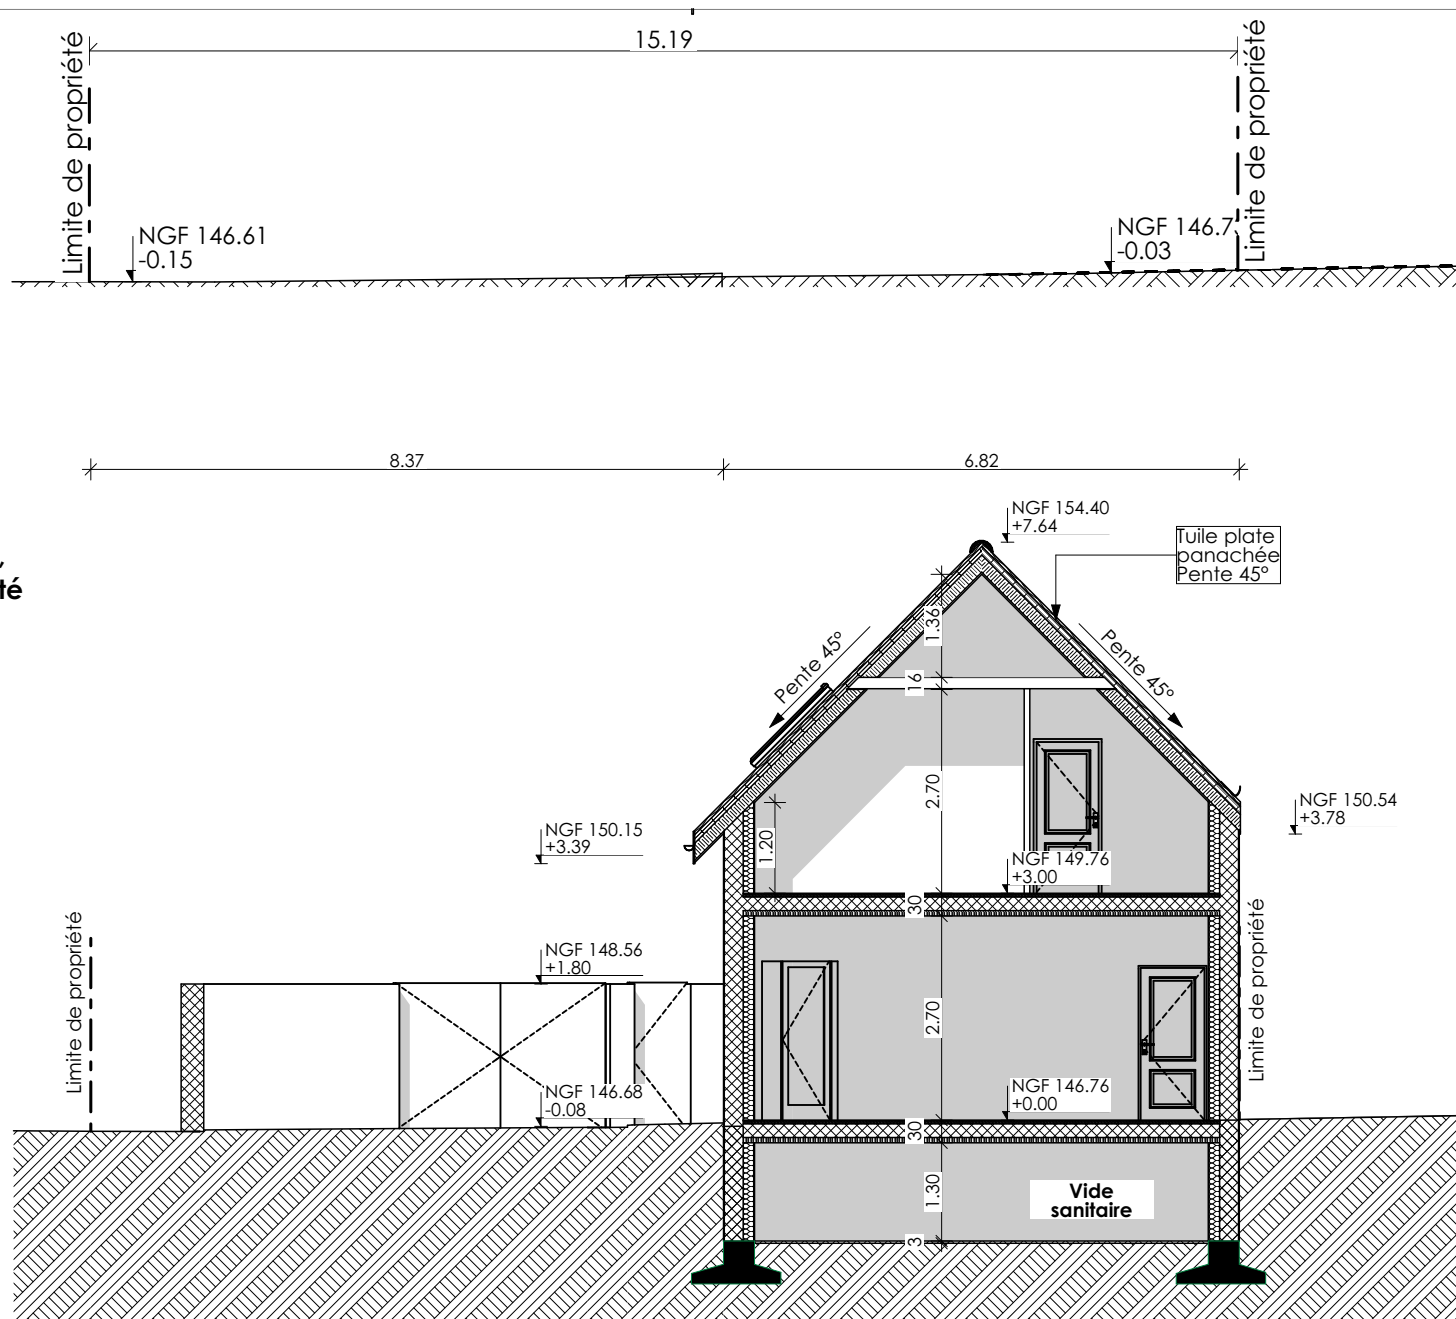 15.19
Limite de propriété
Limite de propriété
NGF 146.61
-0.15
NGF 146.7
-0.03
8.37
6.82
NGF 154.40
+7.64
Tuile plate
panachée
Pente 45°
té
1.36
Pente 45°
Pente 45°
16
2.70
NGF 150.15
+3.39
NGF 150.54
+3.78
1.20
NGF 149.76
+3.00
30
Limite de propriété
Limite de propriété
NGF 148.56
+1.80
2.70
NGF 146.68
-0.08
NGF 146.76
+0.00
30
1.30
Vide
sanitaire
3